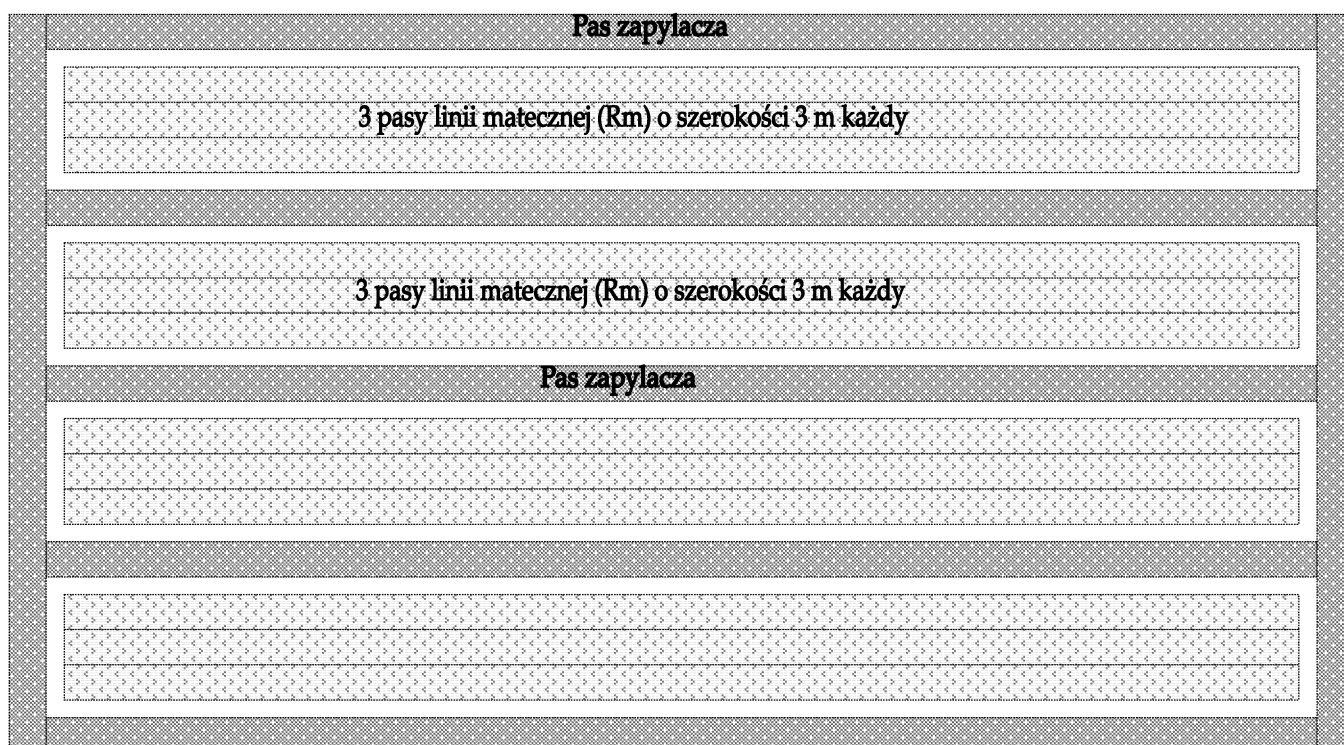 Pas zapylacza
3 pasy linii matecznej (Rm) o szerokości 3 m każdy
3 pasy linii matecznej (Rm) o szerokości 3 m każdy
Pas zapylacza